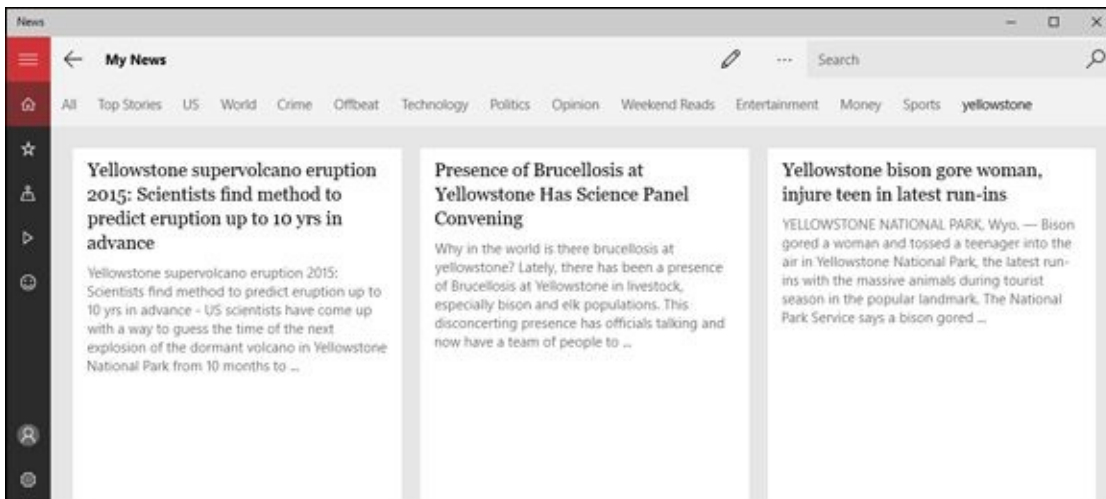 News
My News
Search
All Top Stories US World Crime Offbeat Technology Politics Opinion Weekend Reads Entertainment Money Sports yellowstone
Yellowstone supervolcano eruption
2015: Scientists find method to
predict eruption up to 10 yrs in
advance
Yellowstone supervolcano eruption 2015:
Scientists find method to predict eruption up to
10 yrs in advance - US scientists have come up
with a way to guess the time of the next
explosion of the dormant volcano in Yellowstone
National Park from 10 months to ...
Presence of Brucellosis at
Yellowstone Has Science Panel
Convening
Why in the world is there brucellosis at
yellowstone? Lately, there has been a presence
of Brucellosis at Yellowstone in livestock,
especially bison and elk populations. This
disconcerting presence has officials talking and
now have a team of people to ...
Yellowstone bison gore woman,
injure teen in latest run-ins
YELLOWSTONE NATIONAL PARK, Wyo. — Bison
gored a woman and tossed a teenager into the
air in Yellowstone National Park, the latest run-
ins with the massive animals during tourist
season in the popular landmark. The National
Park Service says a bison gored ...